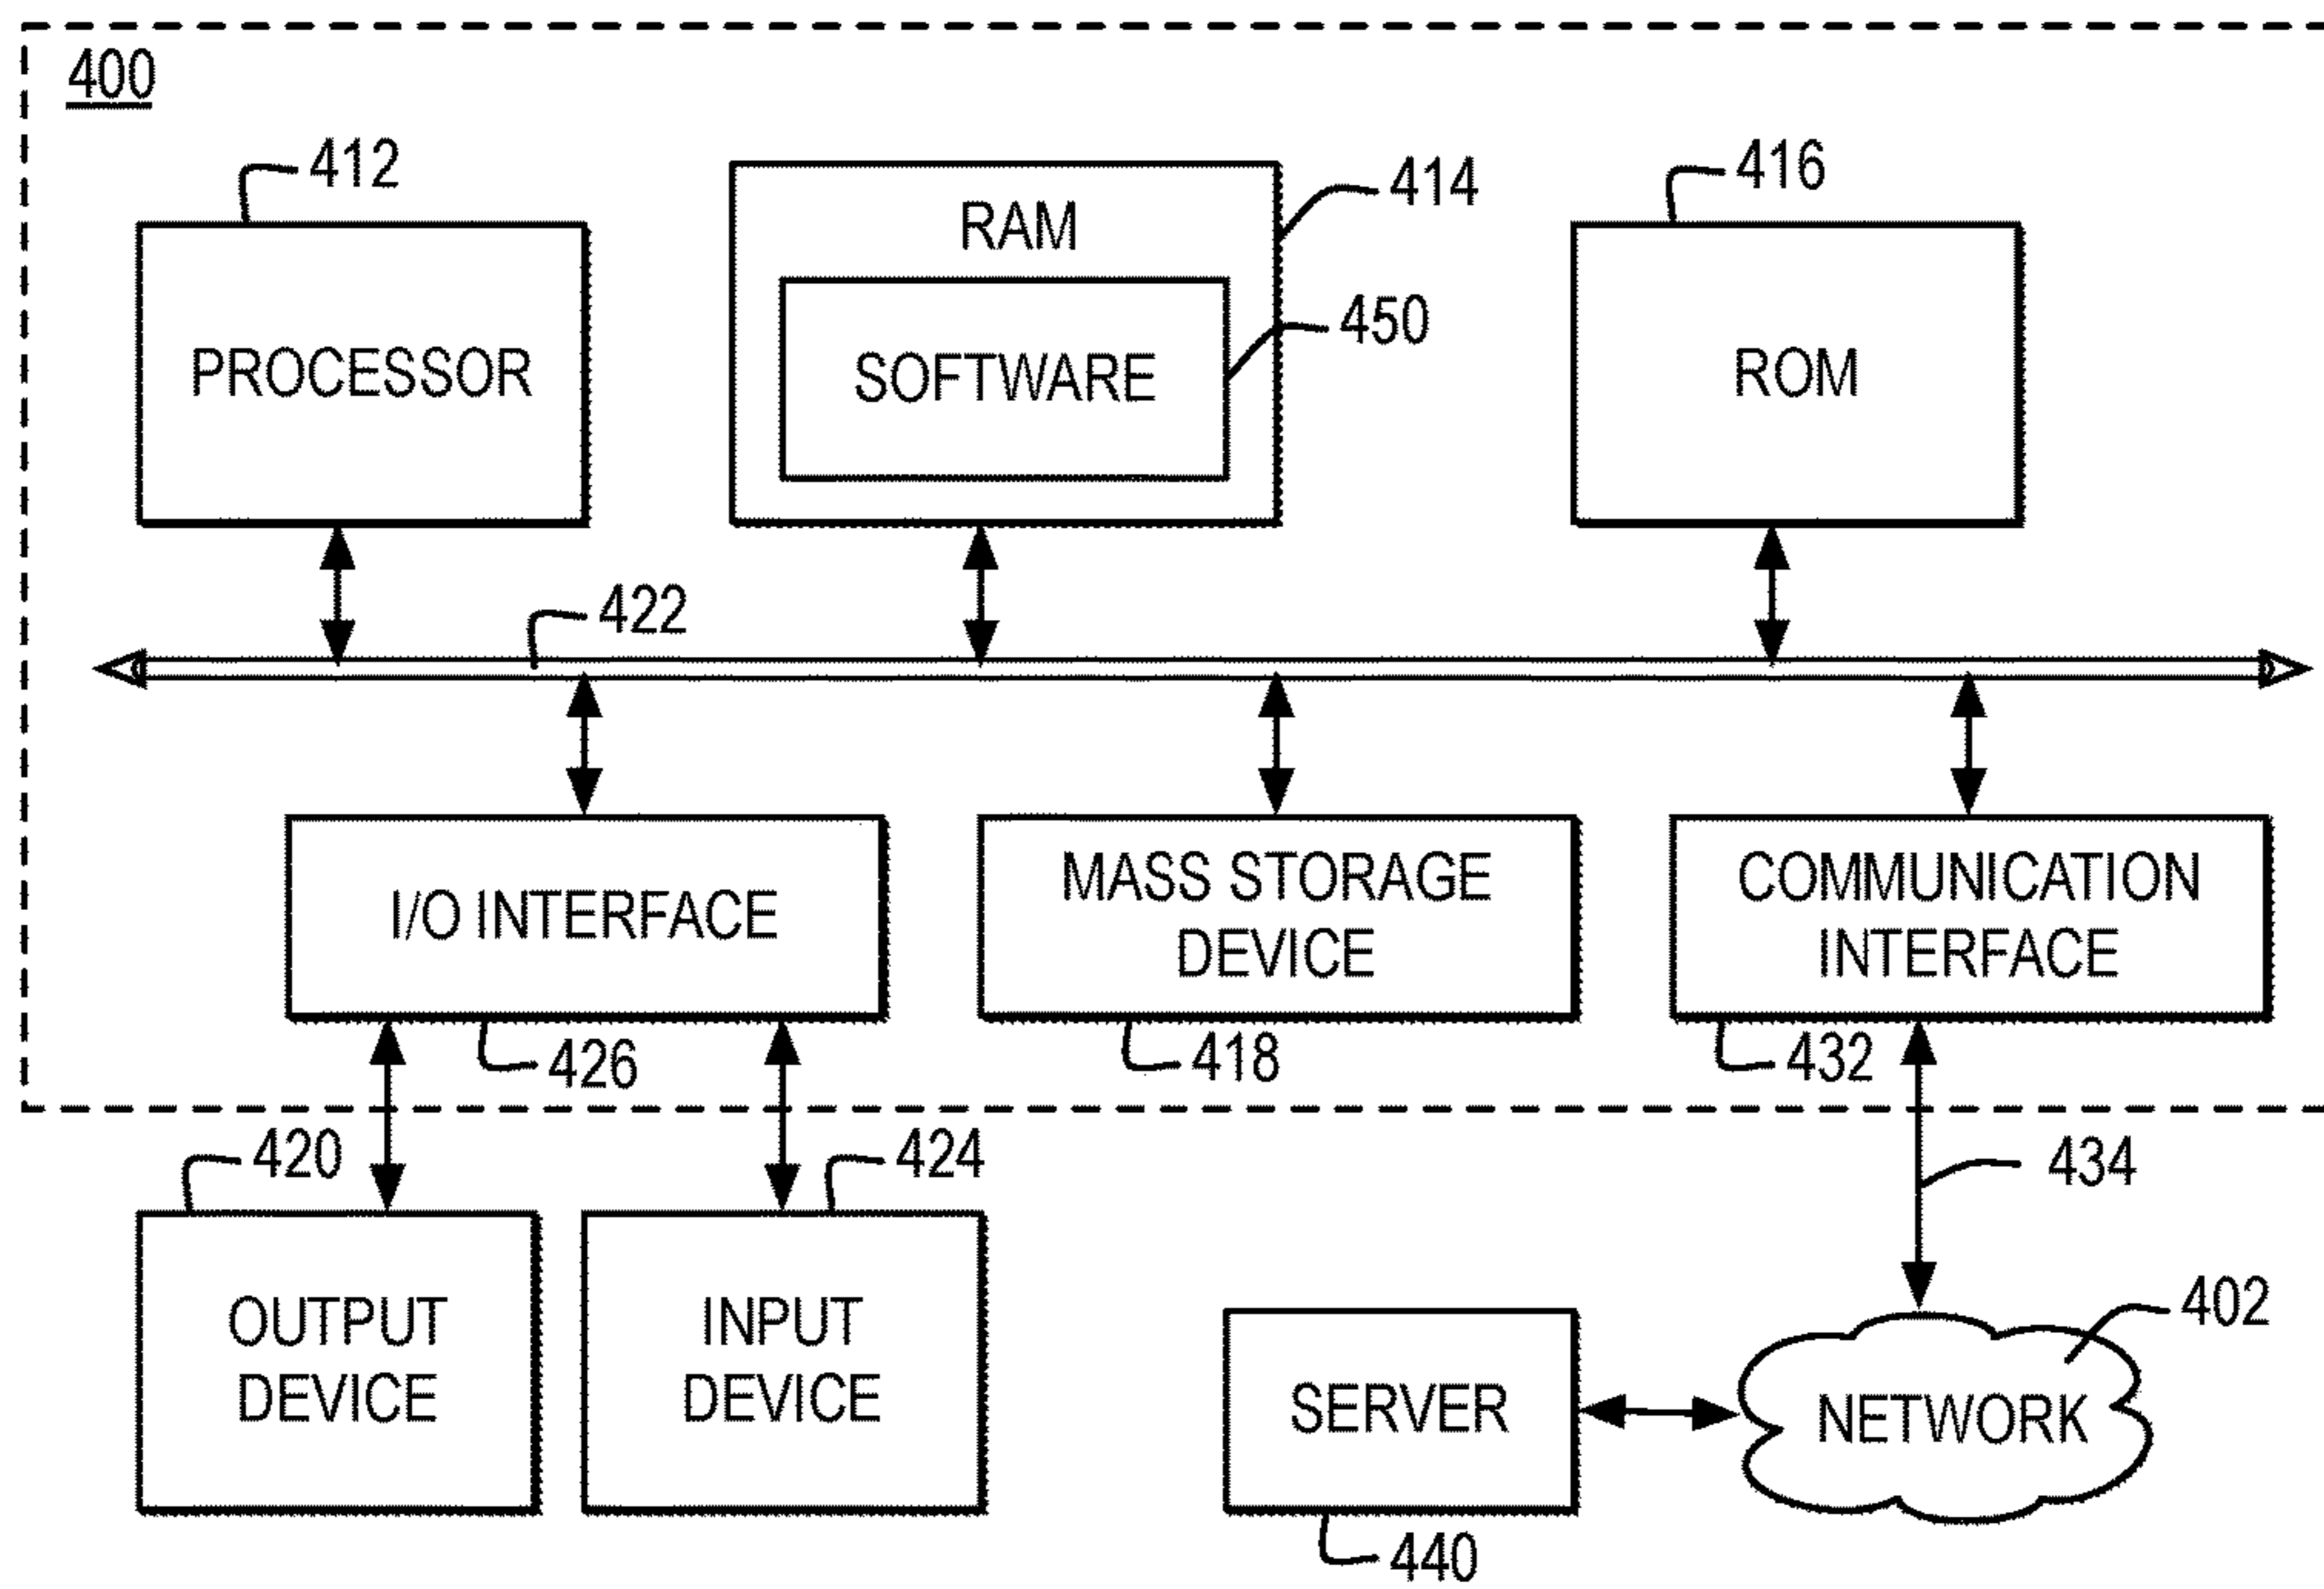 400
412
414
416
RAM
450
PROCESSOR
SOFTWARE
ROM
422
I/O INTERFACE
MASS STORAGE
DEVICE
COMMUNICATION
INTERFACE
426
418
432
420
424
434
OUTPUT
DEVICE
INPUT
DEVICE
402
SERVER
NETWORK
440